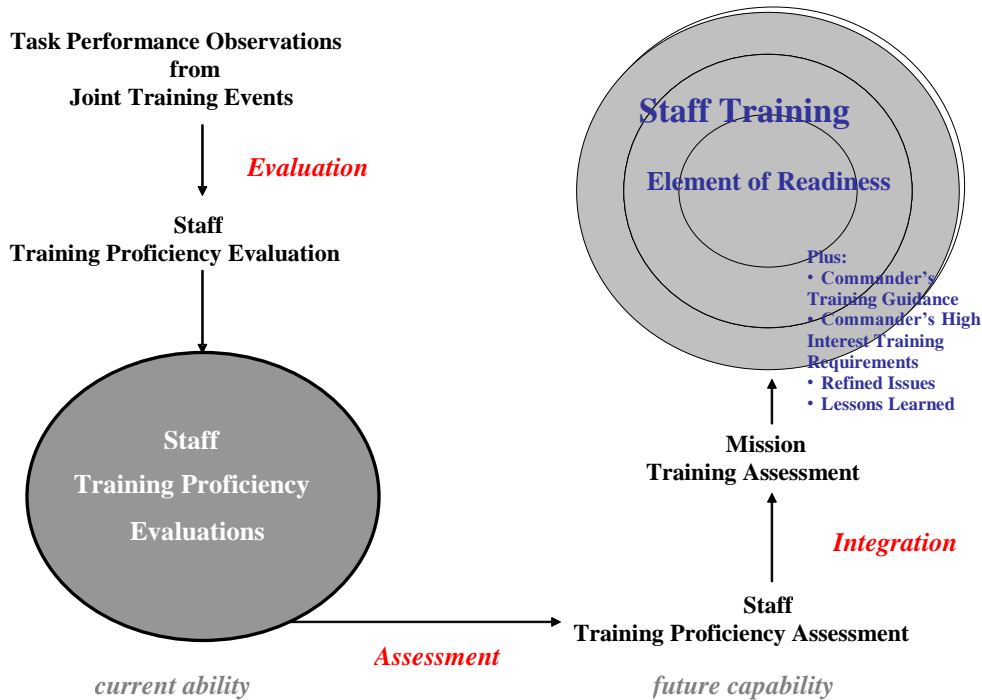 Task Performance Observations
from
Joint Training Events
Evaluation
Staff
Training Proficiency Evaluation
Staff
Training Proficiency
Evaluations
current ability
Assessment
Staff
Training Proficiency Assessment
future capability
Integration
Mission
Training Assessment
Staff Training
Element of Readiness
Plus:
• Commander's
Training Guidance
• Commander's High
Interest Training
Requirements
• Refined Issues
• Lessons Learned